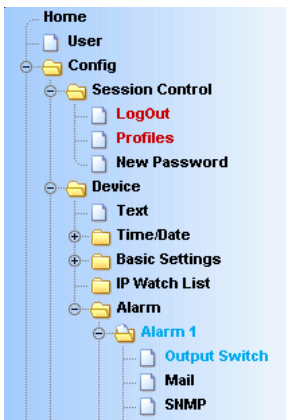 Home
User
Config
Session Control
LogOut
Profiles
New Password
Device
Text
Time/Date
Basic Settings
IP Watch List
Alarm
Alarm 1
Output Switch
Mail
SNMP